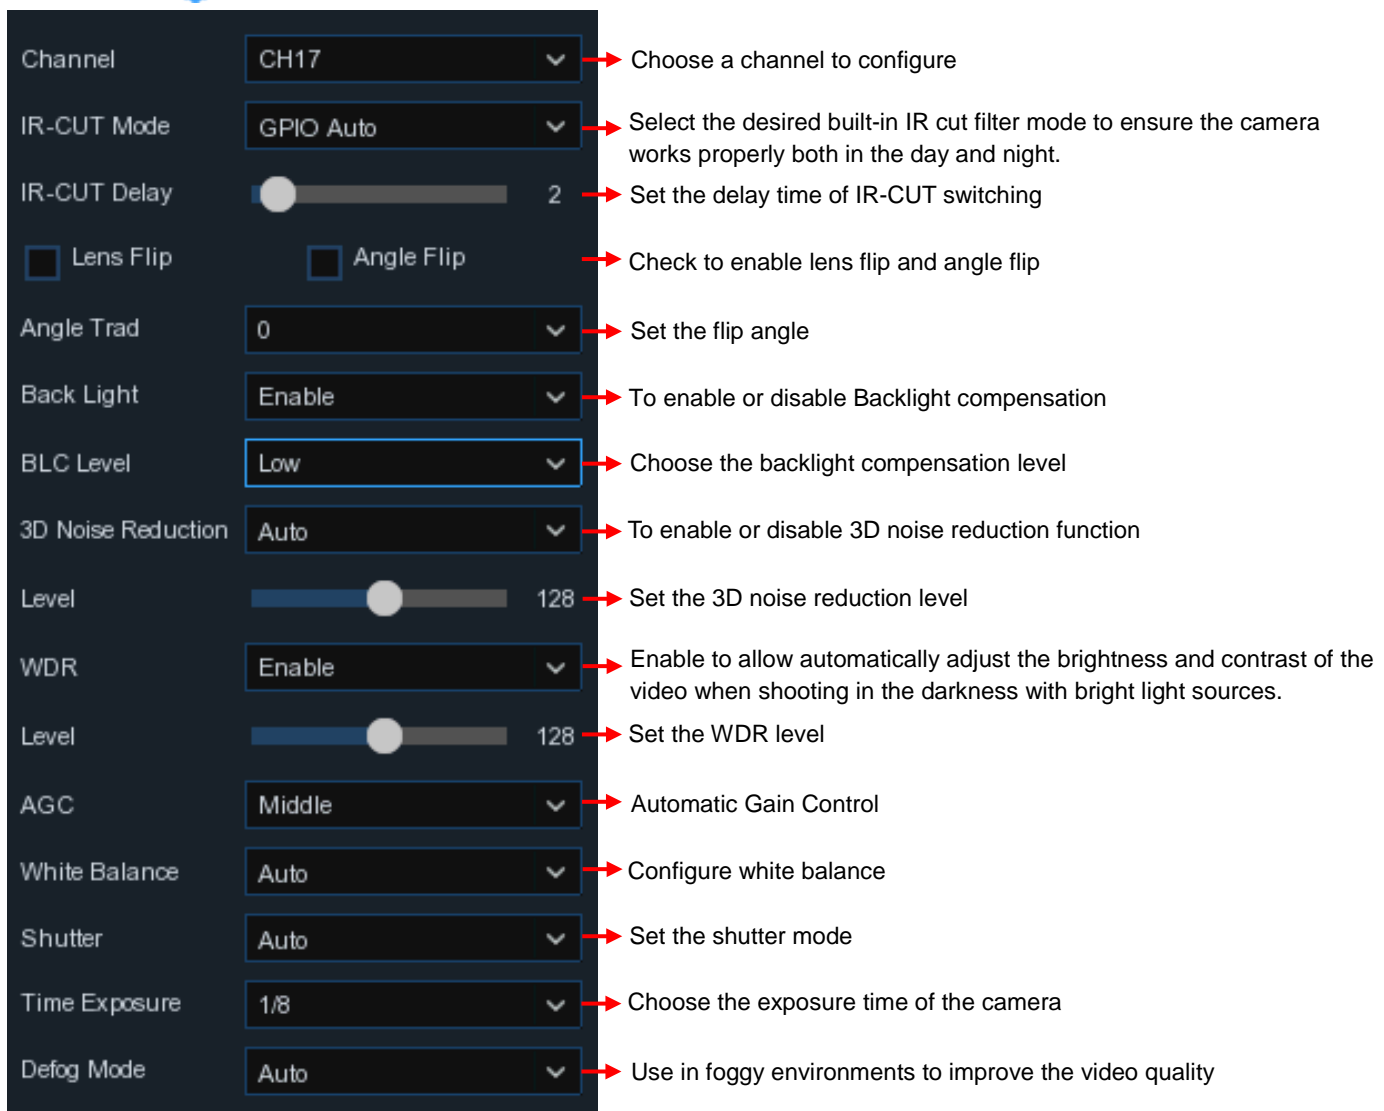 Channel CH17 Choose a channel to configure
IR-CUT Mode GPIO Auto Select the desired built-in IR cut filter mode to ensure the camera
works properly both in the day and night.
IR-CUT Delay 2 Set the delay time of IR-CUT switching
Lens Flip Angle Flip Check to enable lens flip and angle flip
Angle Trad 0 Set the flip angle
Back Light Enable To enable or disable Backlight compensation
BLC Level Low Choose the backlight compensation level
3D Noise Reduction Auto To enable or disable 3D noise reduction function
Level 128 Set the 3D noise reduction level
WDR Enable Enable to allow automatically adjust the brightness and contrast of the
video when shooting in the darkness with bright light sources.
Level 128 Set the WDR level
AGC Middle Automatic Gain Control
White Balance Auto Configure white balance
Shutter Auto Set the shutter mode
Time Exposure 1/8 Choose the exposure time of the camera
Defog Mode Auto Use in foggy environments to improve the video quality